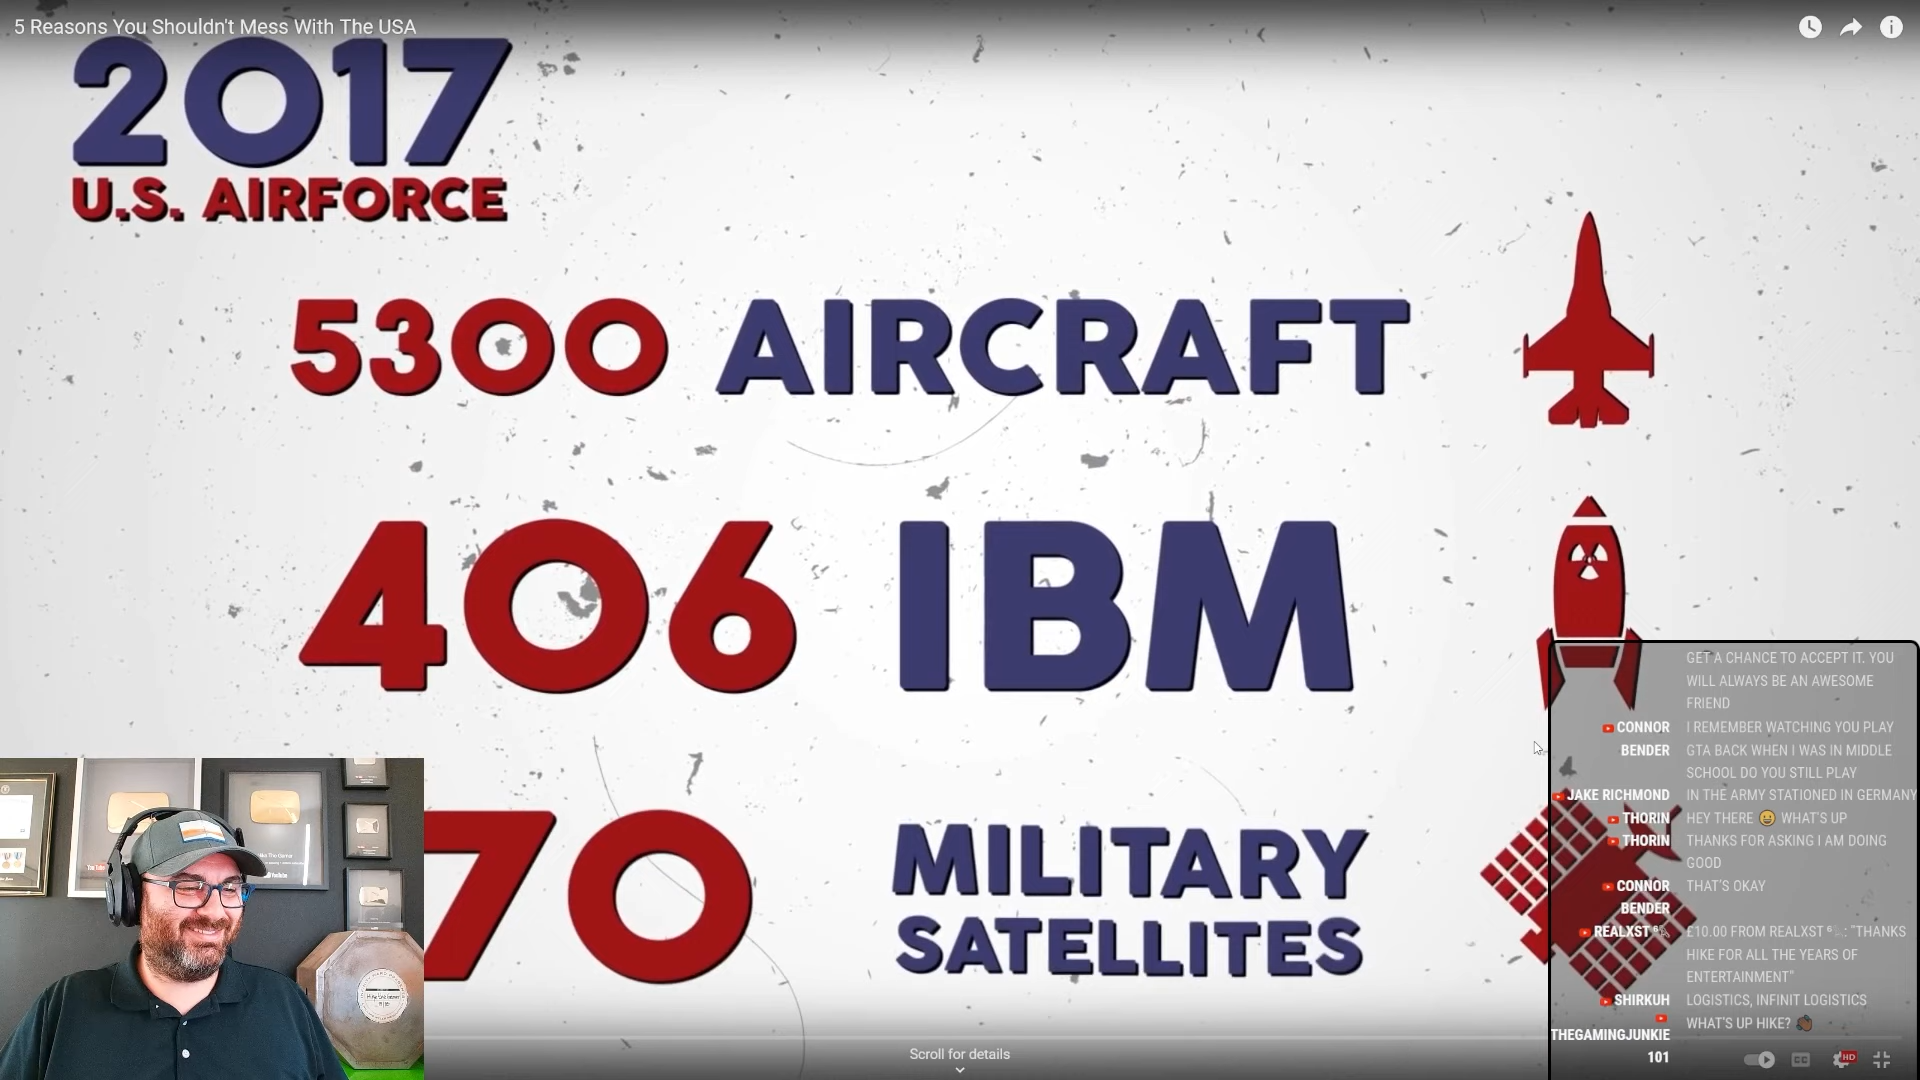 5 Reasons You Shouldn't Mess With The USA
2017
U.S. AIRFORCE
5300 AIRCRAFT
406 IBM
70 MILITARY
SATELLITES
GET A CHANCE TO ACCEPT IT. YOU
WILL ALWAYS BE AN AWESOME
FRIEND
CONNOR I REMEMBER WATCHING YOU PLAY
BENDER GTA BACK WHEN I WAS IN MIDDLE
SCHOOL DO YOU STILL PLAY
JAKE RICHMOND IN THE ARMY STATIONED IN GERMANY
THORIN HEY THERE 😀 WHAT'S UP
THORIN THANKS FOR ASKING I AM DOING
GOOD
CONNOR THAT'S OKAY
BENDER
REALXST £10.00 FROM REALXST : "THANKS
HIKE FOR ALL THE YEARS OF
ENTERTAINMENT"
SHIRKUH LOGISTICS, INFINIT LOGISTICS
WHAT'S UP HIKE?
THEGAMINGJUNKIE
101
Scroll for details
CC
HD